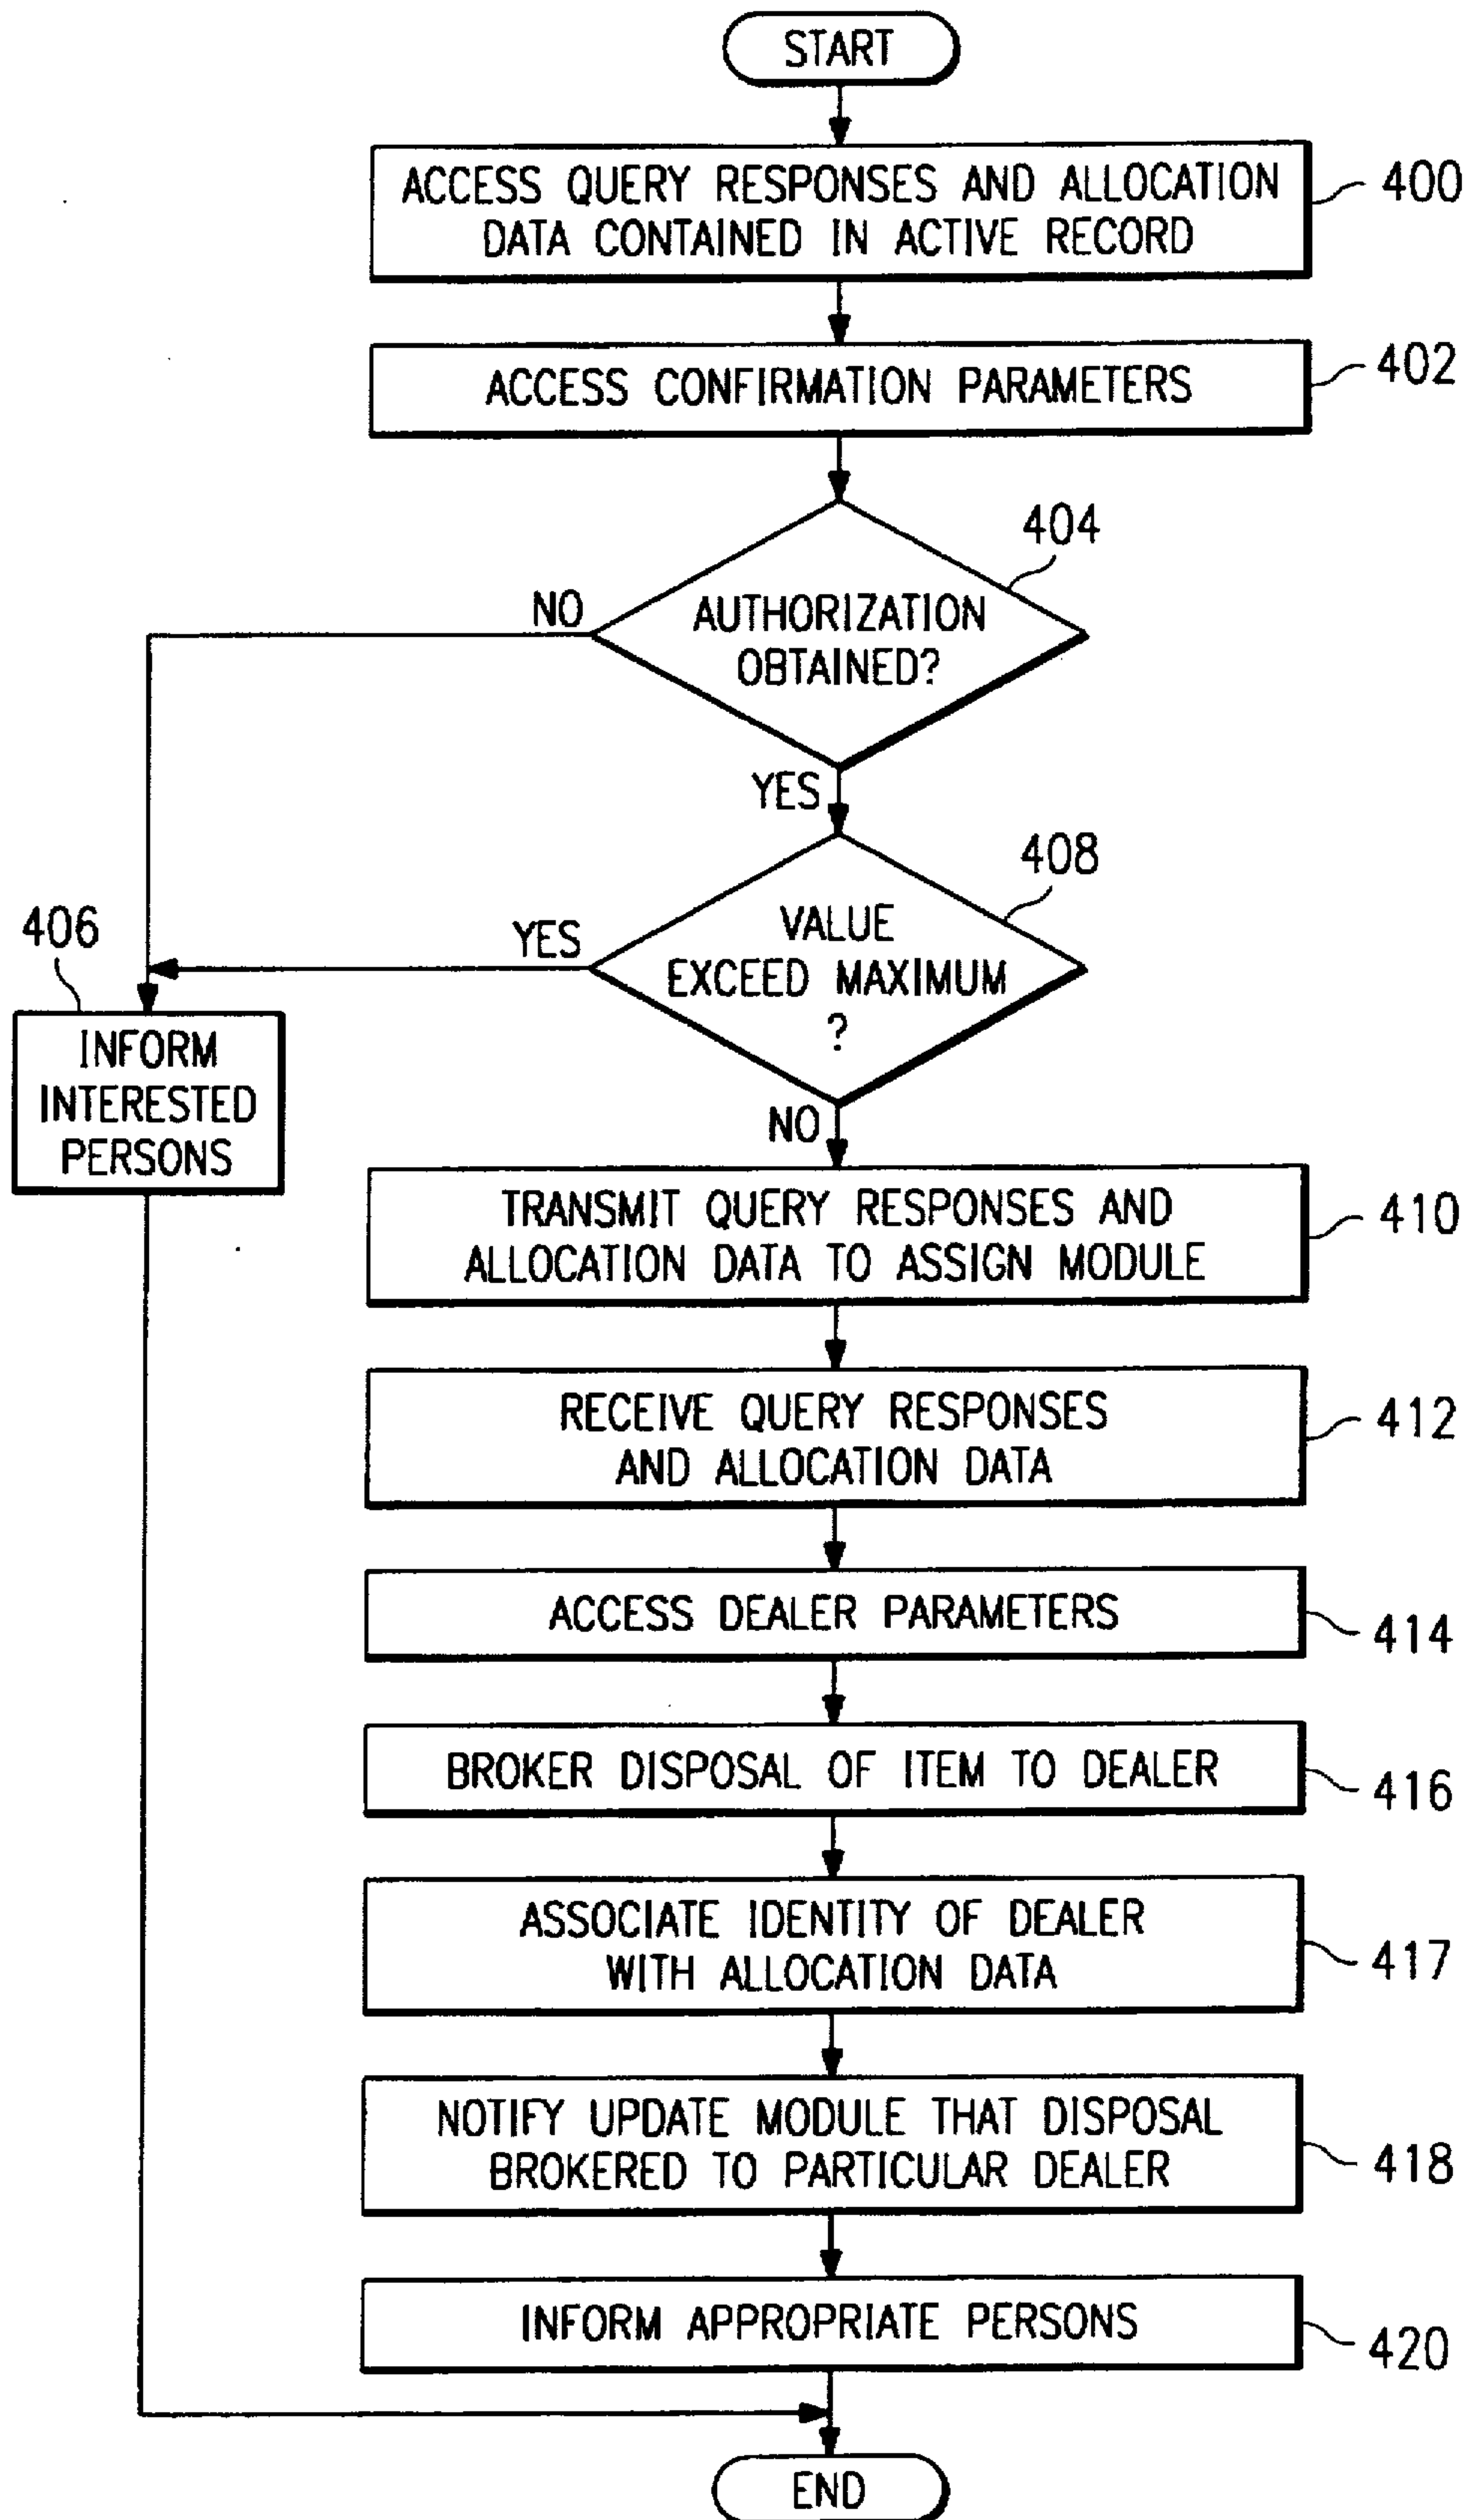 START
ACCESS QUERY RESPONSES AND ALLOCATION
DATA CONTAINED IN ACTIVE RECORD
400
ACCESS CONFIRMATION PARAMETERS
402
404
AUTHORIZATION
OBTAINED?
NO
YES
408
VALUE
EXCEED MAXIMUM
?
YES
NO
406
INFORM
INTERESTED
PERSONS
TRANSMIT QUERY RESPONSES AND
ALLOCATION DATA TO ASSIGN MODULE
410
RECEIVE QUERY RESPONSES
AND ALLOCATION DATA
412
ACCESS DEALER PARAMETERS
414
BROKER DISPOSAL OF ITEM TO DEALER
416
ASSOCIATE IDENTITY OF DEALER
WITH ALLOCATION DATA
417
NOTIFY UPDATE MODULE THAT DISPOSAL
BROKERED TO PARTICULAR DEALER
418
INFORM APPROPRIATE PERSONS
420
END